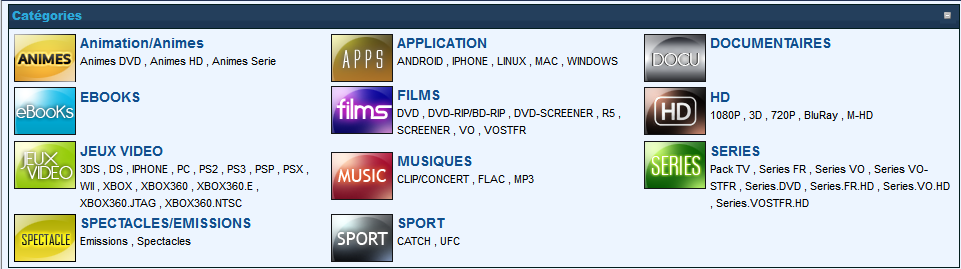 Catégories
ANIMES
Animation/Animes
Animes DVD , Animes HD , Animes Serie
APPS
APPLICATION
ANDROID , IPHONE , LINUX , MAC , WINDOWS
DOCU
DOCUMENTAIRES
eBooKs
EBOOKS
films
FILMS
DVD , DVD-RIP/BD-RIP , DVD-SCREENER , R5 ,
SCREENER , VO , VOSTFR
HD
HD
1080P , 3D , 720P , BluRay , M-HD
JEUX
VIDEO
JEUX VIDEO
3DS , DS , IPHONE , PC , PS2 , PS3 , PSP , PSX ,
WII , XBOX , XBOX360 , XBOX360.E ,
XBOX360.JTAG , XBOX360.NTSC
MUSIC
MUSIQUES
CLIP/CONCERT , FLAC , MP3
SERIES
SERIES
Pack TV , Series FR , Series VO , Series VO-
STFR , Series.DVD , Series.FR.HD , Series.VO.HD
, Series.VOSTFR.HD
SPECTACLE
SPECTACLES/EMISSIONS
Emissions , Spectacles
SPORT
SPORT
CATCH , UFC